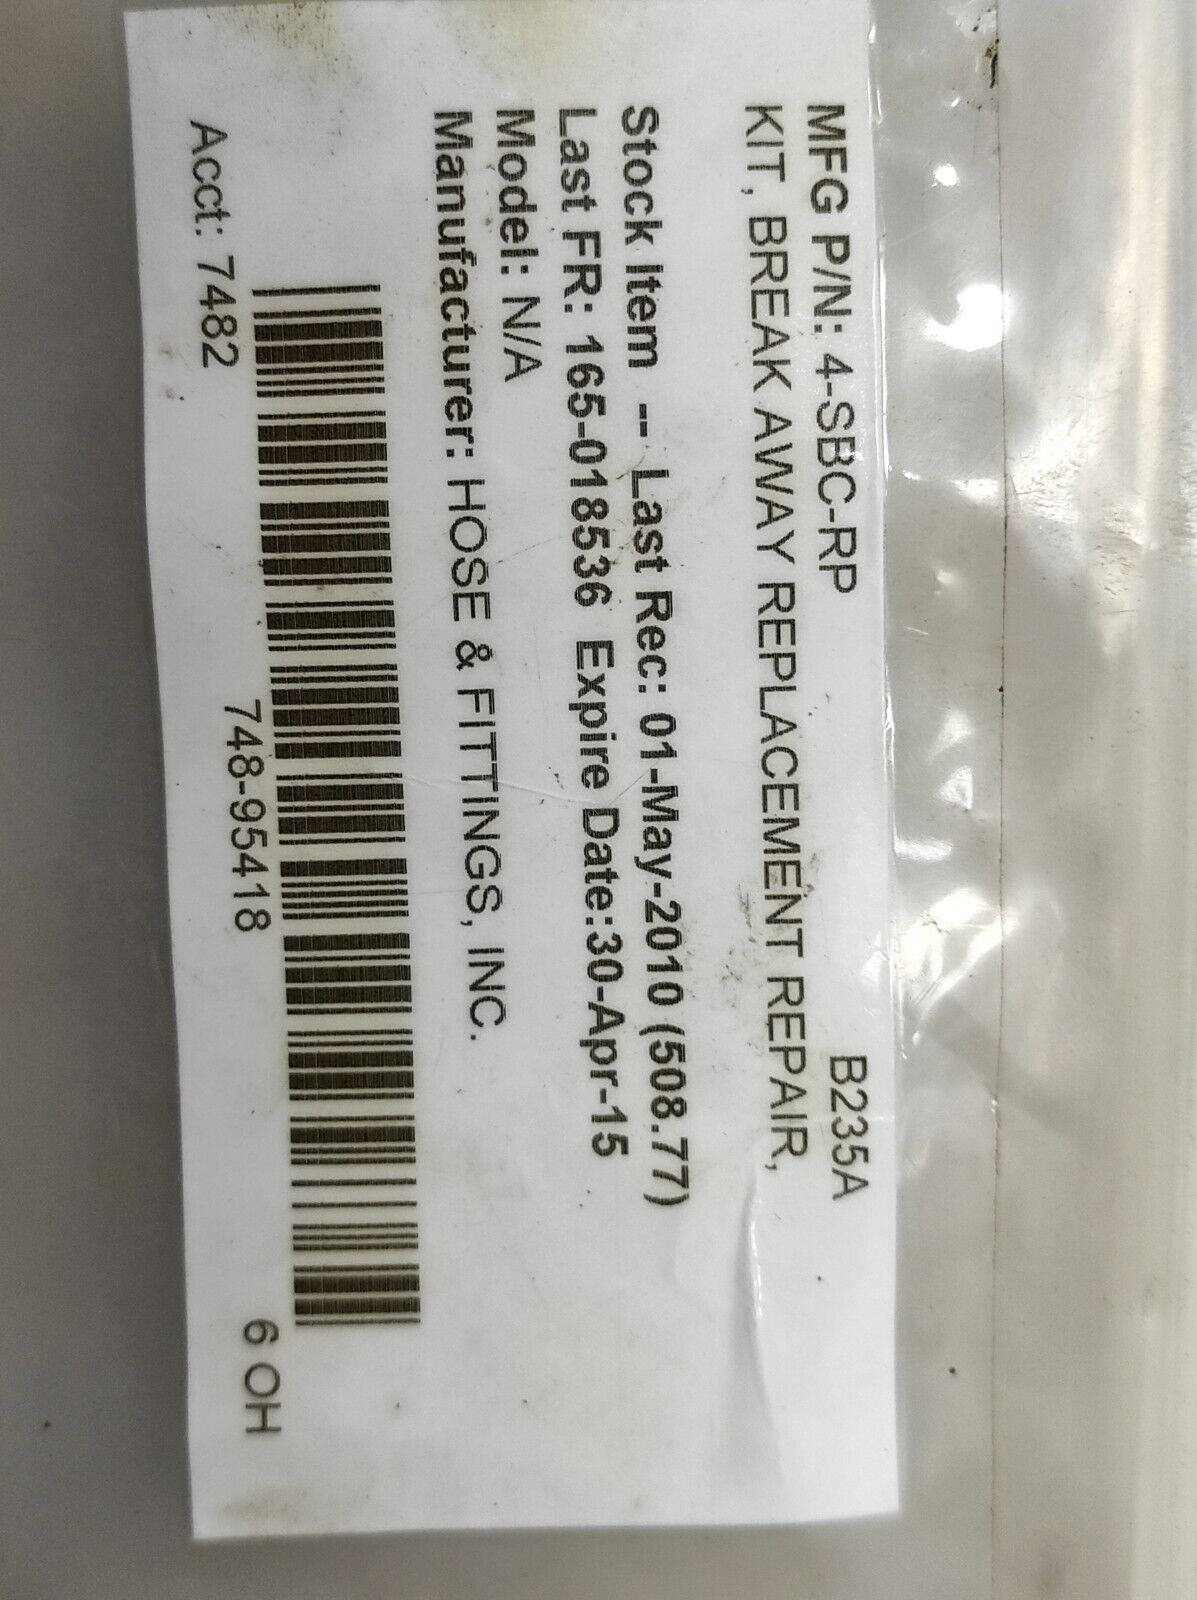 MFG P/N: 4-SBC-RP B235A
KIT, BREAK AWAY REPLACEMENT REPAIR,
Stock Item -- Last Rec: 01-May-2010 (508.77)
Last FR: 165-018536 Expire Date:30-Apr-15
Model: N/A
Manufacturer: HOSE & FITTINGS, INC.
748-95418
Acct: 7482 6 OH